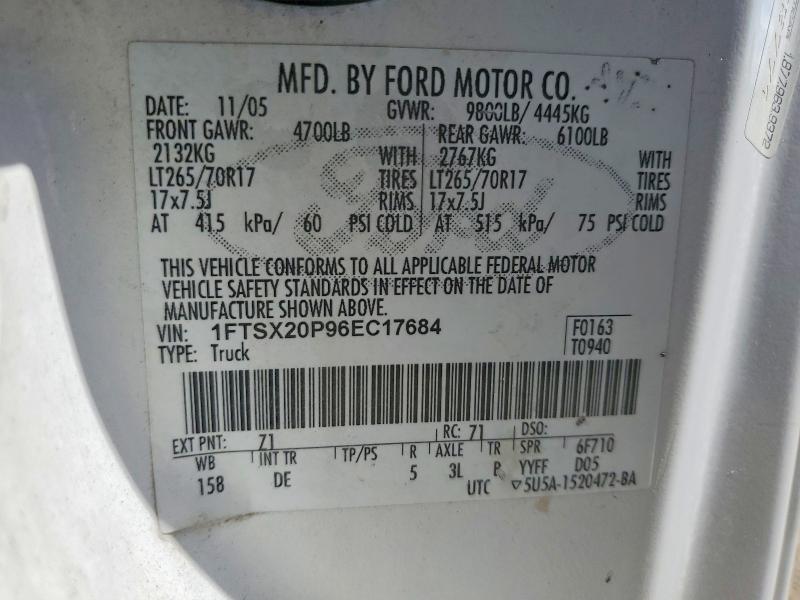 MFD. BY FORD MOTOR CO.
DATE: 11/05 GVWR: 9800LB/ 4445KG
FRONT GAWR: 4700LB REAR GAWR: 6100LB
2132KG WITH 2767KG WITH
LT265/70R17 TIRES LT265/70R17 TIRES
17x7.5J RIMS 17x7.5J RIMS
AT 415 kPa/ 60 PSI COLD AT 515 kPa/ 75 PSI COLD
Ford
THIS VEHICLE CONFORMS TO ALL APPLICABLE FEDERAL MOTOR
VEHICLE SAFETY STANDARDS IN EFFECT ON THE DATE OF
MANUFACTURE SHOWN ABOVE.
VIN: 1FTSX20P96EC17684 F0163
TYPE: Truck T0940
EXT PNT: Z1 RC: 71 DSO:
WB INT TR TP/PS R AXLE TR SPR 6F710
158 DE 5 3L P YYFF D05
UTC ▽5U5A-1520472-BA